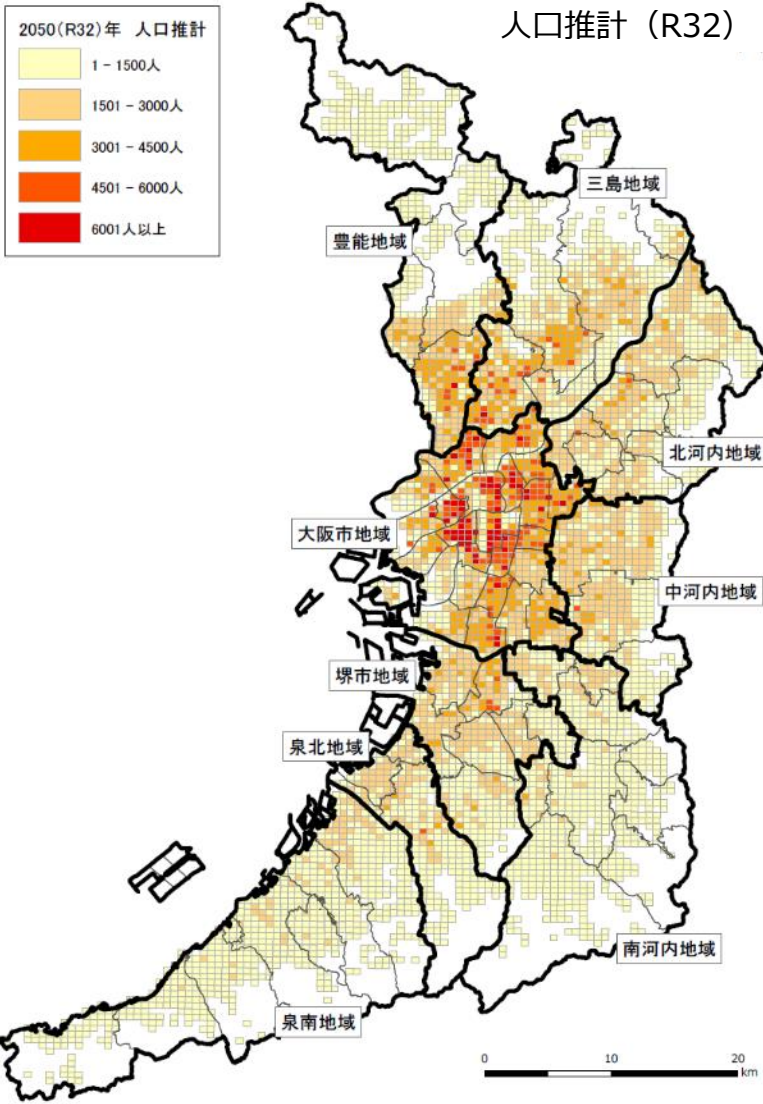 人口推計（R32）
2050(R32)年 人口推計
1 - 1500人
1501 - 3000人
3001 - 4500人
4501 - 6000人
6001人以上
三島地域
豊能地域
北河内地域
大阪市地域
中河内地域
堺市地域
泉北地域
南河内地域
泉南地域
0 10 20
km